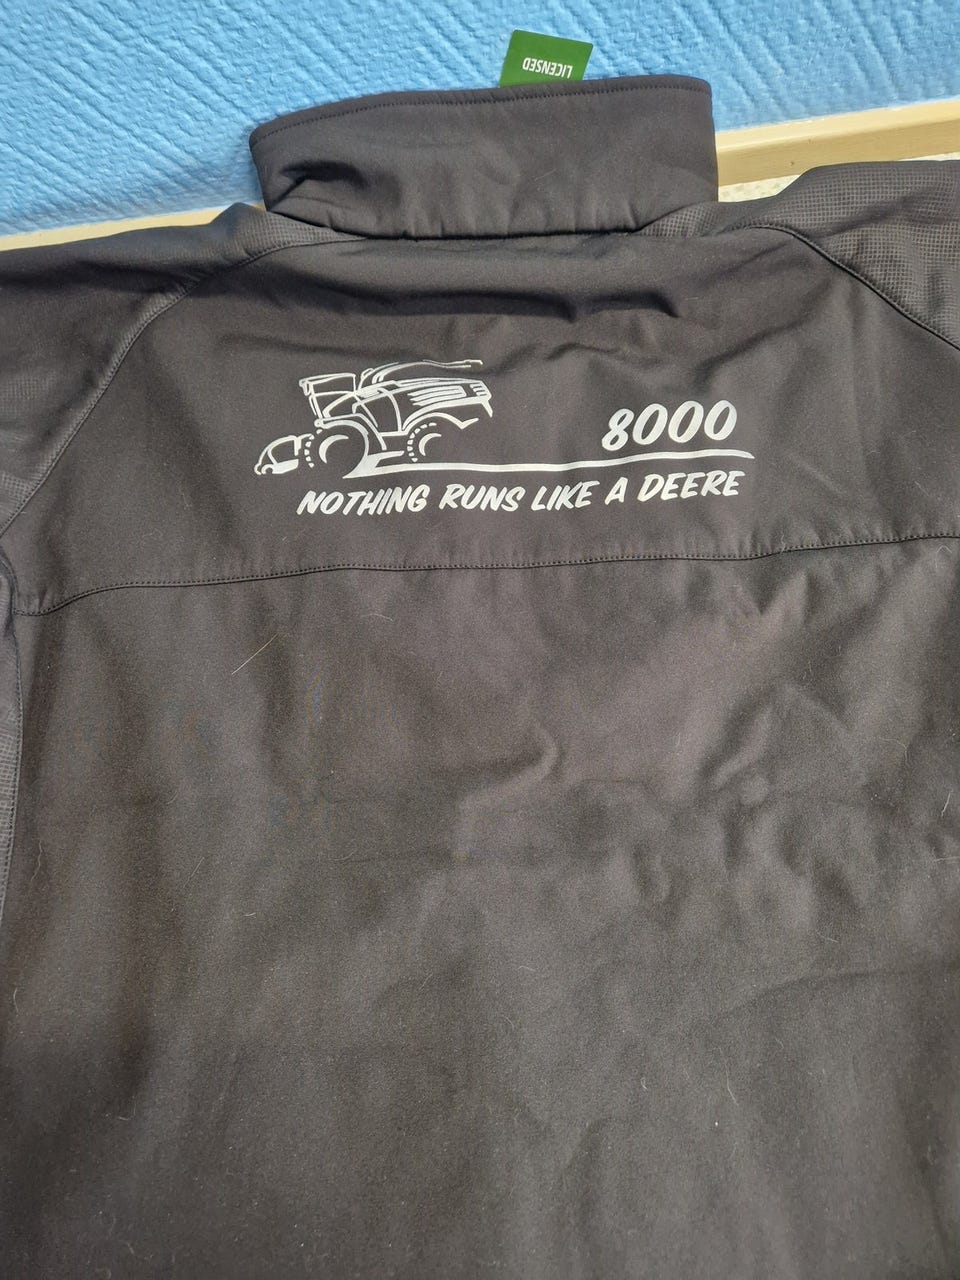 LICENSED
8000
NOTHING RUNS LIKE A DEERE